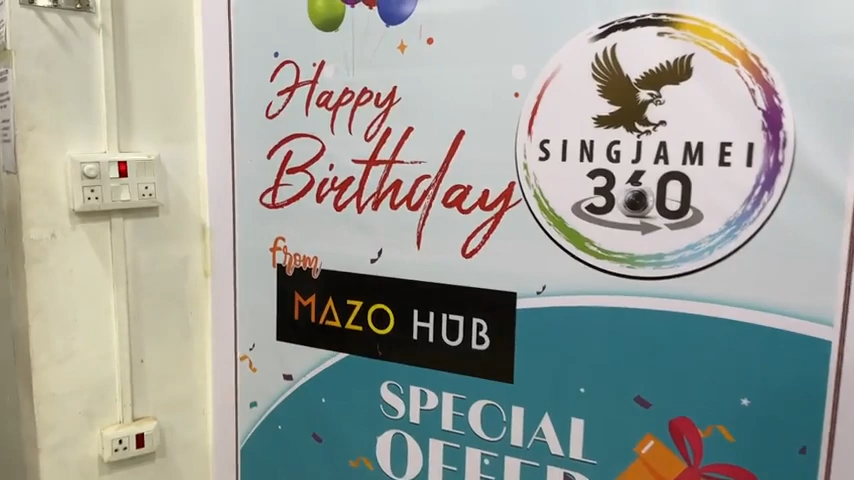 Happy
Birthday
SINGJAMEI
360
from
MAZO HUB
SPECIAL
OFFER